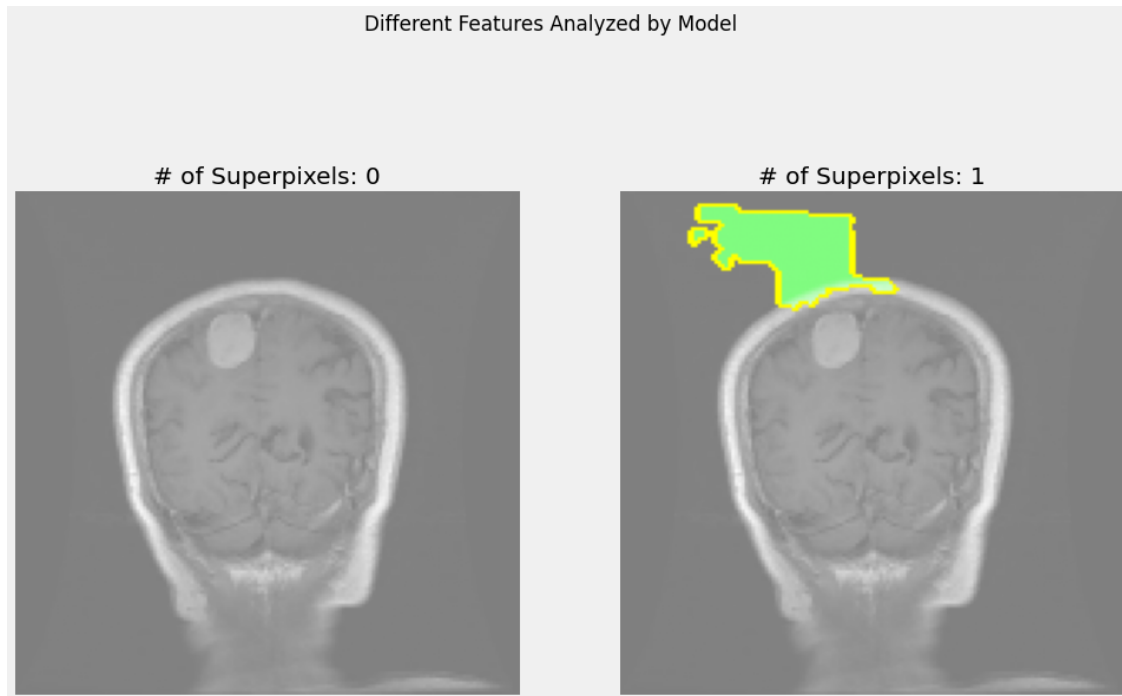 Different Features Analyzed by Model
# of Superpixels: 0
# of Superpixels: 1